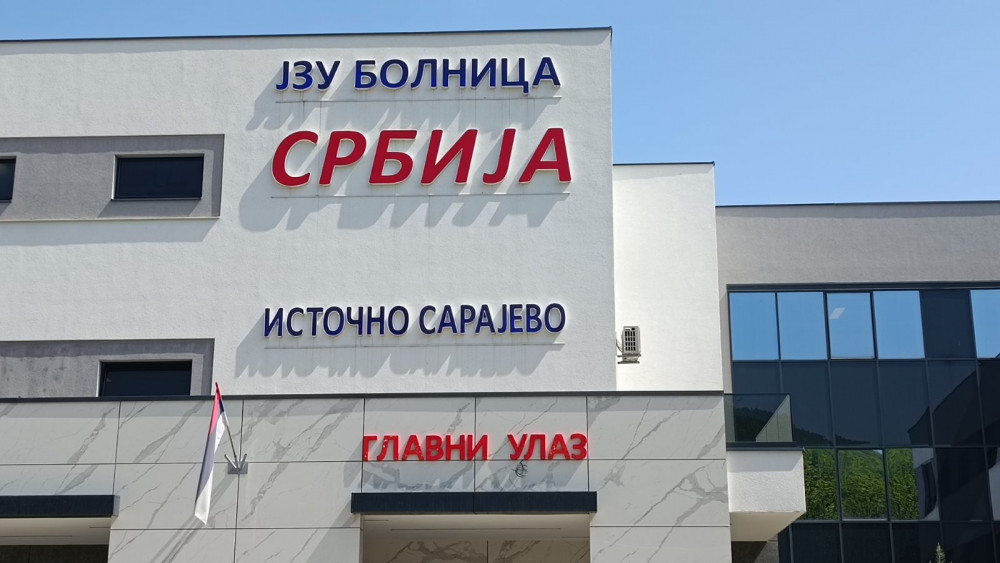 ЈЗУ БОЛНИЦА
СРБИЈА
ИСТОЧНО САРАЈЕВО
ГЛАВНИ УЛАЗ